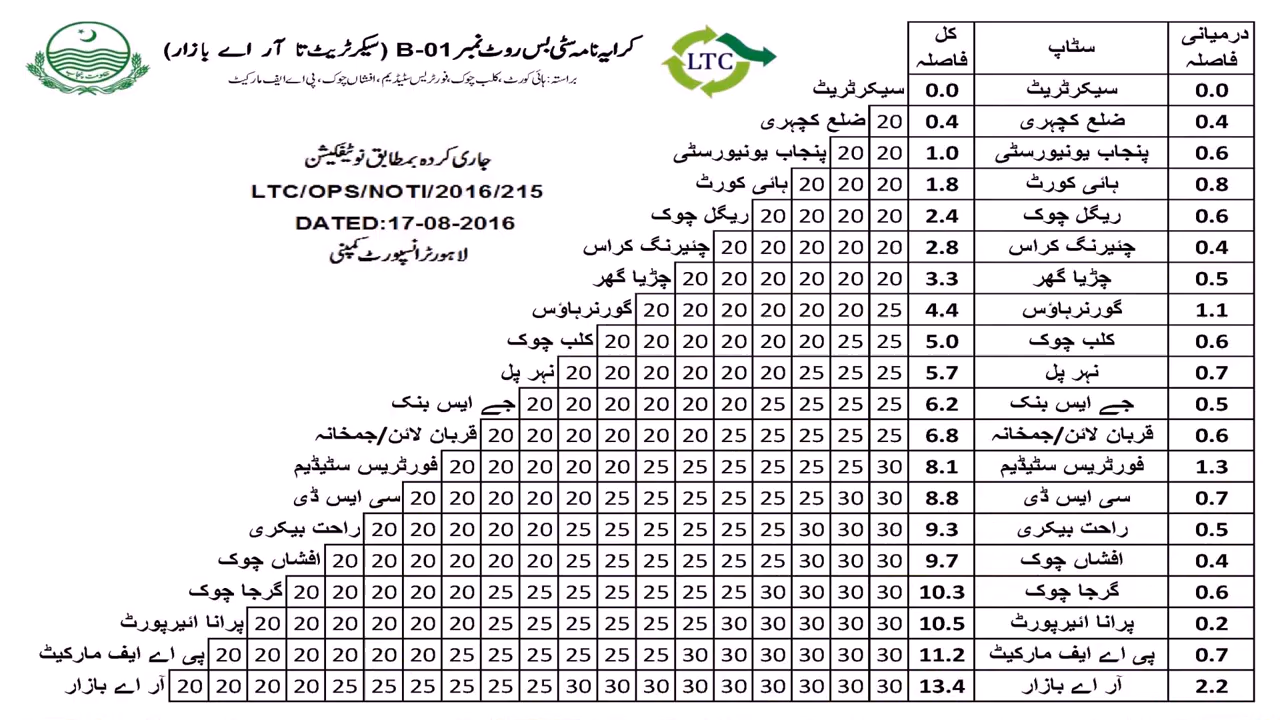 کرایہ نامہ سٹی بس روٹ نمبر B-01 (سیکرٹریٹ تا آر اے بازار)
براستہ: ہائی کورٹ، کلب چوک، فورٹریس سٹیڈیم، افشاں چوک، پی اے ایف مارکیٹ
LTC
جاری کردہ بمطابق نوٹیفکیشن
LTC/OPS/NOTI/2016/215
DATED:17-08-2016
لاہور ٹرانسپورٹ کمپنی
درمیانی فاصلہ سٹاپ کل فاصلہ
0.0 سیکرٹریٹ 0.0 سیکرٹریٹ
0.4 ضلع کچہری 0.4 20 ضلع کچہری
0.6 پنجاب یونیورسٹی 1.0 20 20 پنجاب یونیورسٹی
0.8 ہائی کورٹ 1.8 20 20 20 ہائی کورٹ
0.6 ریگل چوک 2.4 20 20 20 20 ریگل چوک
0.4 چئیرنگ کراس 2.8 20 20 20 20 20 چئیرنگ کراس
0.5 چڑیا گھر 3.3 20 20 20 20 20 20 چڑیا گھر
1.1 گورنرہاؤس 4.4 25 20 20 20 20 20 20 گورنرہاؤس
0.6 کلب چوک 5.0 25 25 20 20 20 20 20 20 کلب چوک
0.7 نہر پل 5.7 25 25 25 20 20 20 20 20 20 نہر پل
0.5 جے ایس بنک 6.2 25 25 25 25 20 20 20 20 20 20 جے ایس بنک
0.6 قربان لائن/جمخانہ 6.8 25 25 25 25 25 20 20 20 20 20 20 قربان لائن/جمخانہ
1.3 فورٹریس سٹیڈیم 8.1 30 25 25 25 25 25 25 20 20 20 20 20 فورٹریس سٹیڈیم
0.7 سی ایس ڈی 8.8 30 30 25 25 25 25 25 25 20 20 20 20 20 سی ایس ڈی
0.5 راحت بیکری 9.3 30 30 30 25 25 25 25 25 25 20 20 20 20 20 راحت بیکری
0.4 افشاں چوک 9.7 30 30 30 25 25 25 25 25 25 20 20 20 20 20 20 افشاں چوک
0.6 گرجا چوک 10.3 30 30 30 30 25 25 25 25 25 25 20 20 20 20 20 20 گرجا چوک
0.2 پرانا ائیرپورٹ 10.5 30 30 30 30 30 25 25 25 25 25 20 20 20 20 20 20 20 پرانا ائیرپورٹ
0.7 پی اے ایف مارکیٹ 11.2 30 30 30 30 30 30 25 25 25 25 25 25 20 20 20 20 20 20 پی اے ایف مارکیٹ
2.2 آر اے بازار 13.4 30 30 30 30 30 30 30 30 30 25 25 25 25 25 25 20 20 20 20 آر اے بازار